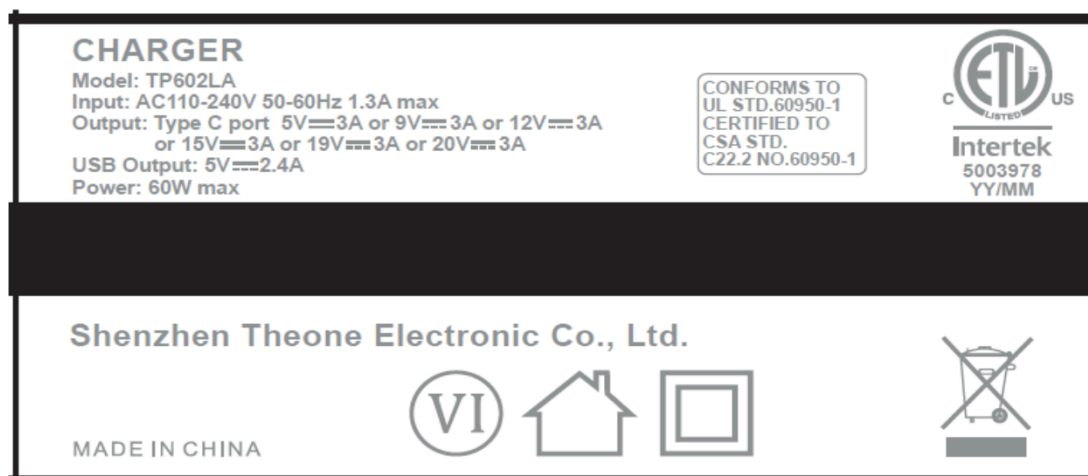 CHARGER
Model: TP602LA
Input: AC110-240V 50-60Hz 1.3A max
Output: Type C port 5V⎓3A or 9V⎓3A or 12V⎓3A
or 15V⎓3A or 19V⎓3A or 20V⎓3A
USB Output: 5V⎓2.4A
Power: 60W max
CONFORMS TO
UL STD.60950-1
CERTIFIED TO
CSA STD.
C22.2 NO.60950-1
ETL
CM
C US
LISTED
Intertek
5003978
YY/MM
Shenzhen Theone Electronic Co., Ltd.
VI
MADE IN CHINA